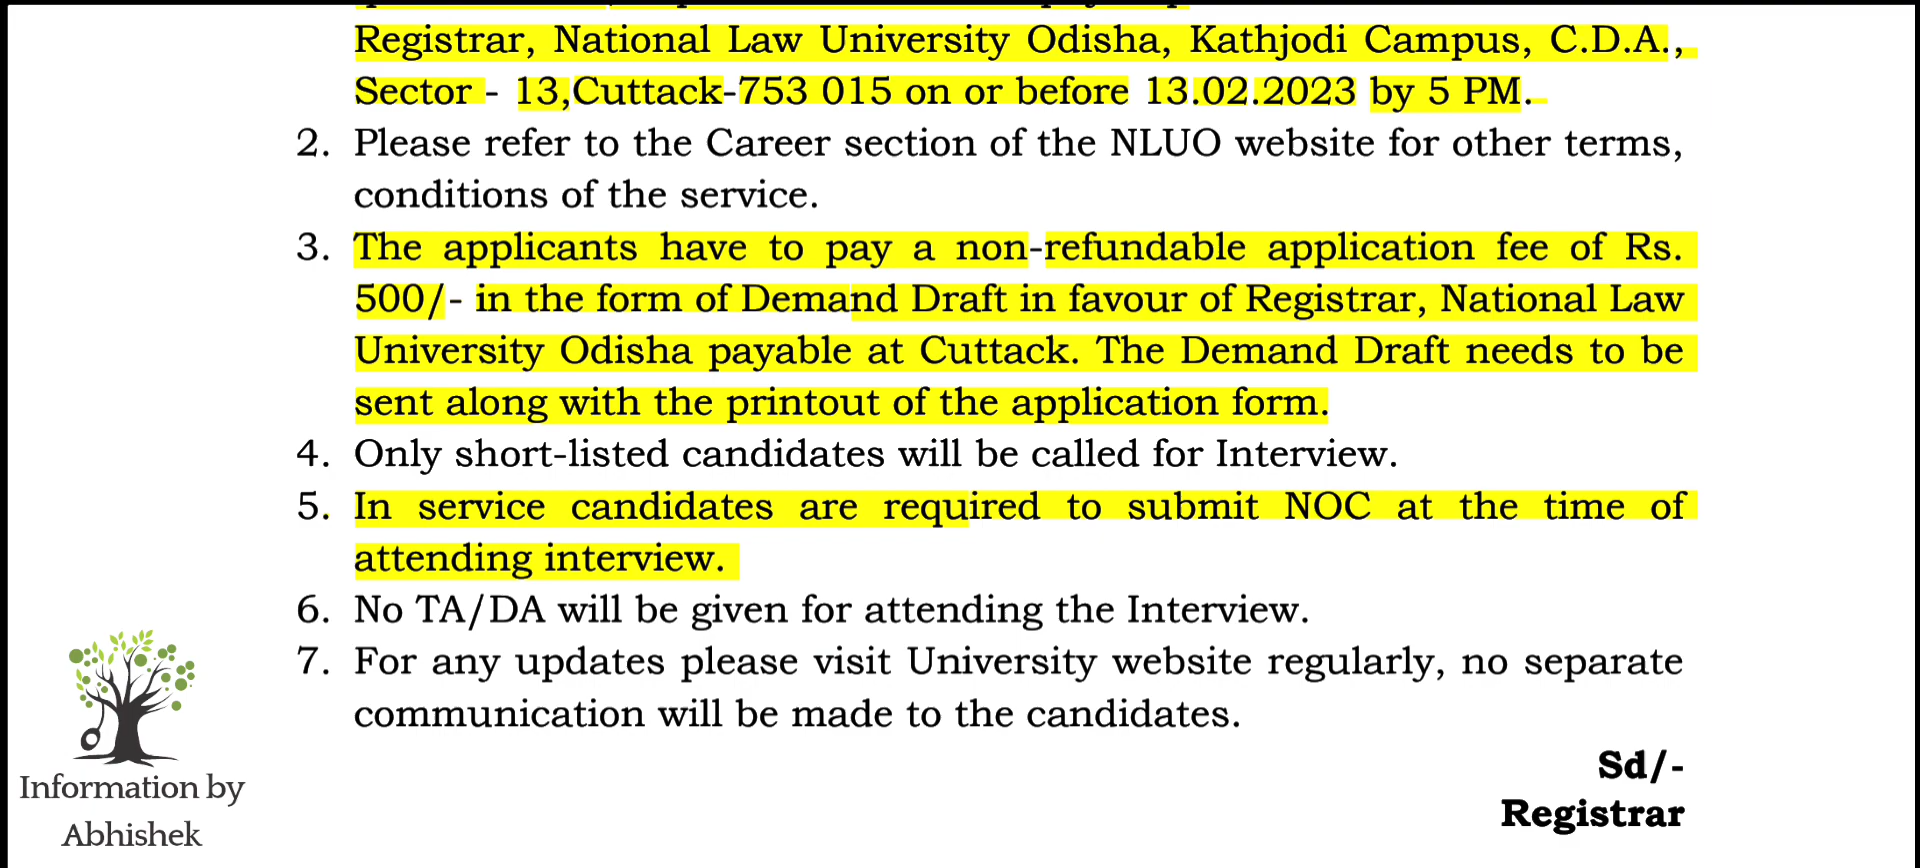 Registrar, National Law University Odisha, Kathjodi Campus, C.D.A.,
Sector - 13,Cuttack-753 015 on or before 13.02.2023 by 5 PM.
2. Please refer to the Career section of the NLUO website for other terms,
conditions of the service.
3. The applicants have to pay a non-refundable application fee of Rs.
500/- in the form of Demand Draft in favour of Registrar, National Law
University Odisha payable at Cuttack. The Demand Draft needs to be
sent along with the printout of the application form.
4. Only short-listed candidates will be called for Interview.
5. In service candidates are required to submit NOC at the time of
attending interview.
6. No TA/DA will be given for attending the Interview.
7. For any updates please visit University website regularly, no separate
communication will be made to the candidates.
Sd/-
Registrar
Information by
Abhishek